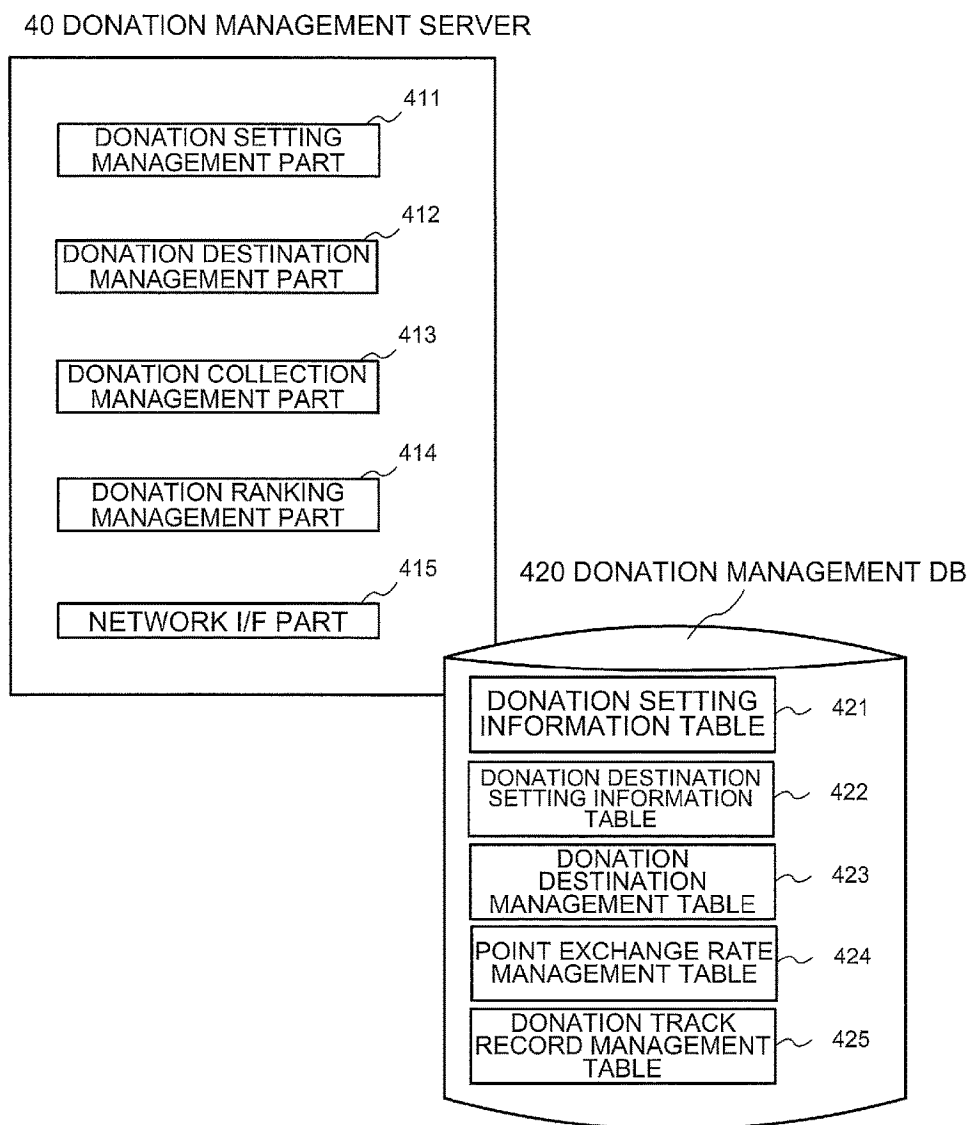 40 DONATION MANAGEMENT SERVER
411
DONATION SETTING
MANAGEMENT PART
412
DONATION DESTINATION
MANAGEMENT PART
413
DONATION COLLECTION
MANAGEMENT PART
414
DONATION RANKING
MANAGEMENT PART
415
NETWORK I/F PART
420 DONATION MANAGEMENT DB
DONATION SETTING
INFORMATION TABLE
421
DONATION DESTINATION
SETTING INFORMATION
TABLE
422
DONATION
DESTINATION
MANAGEMENT TABLE
423
POINT EXCHANGE RATE
MANAGEMENT TABLE
424
DONATION TRACK
RECORD MANAGEMENT
TABLE
425